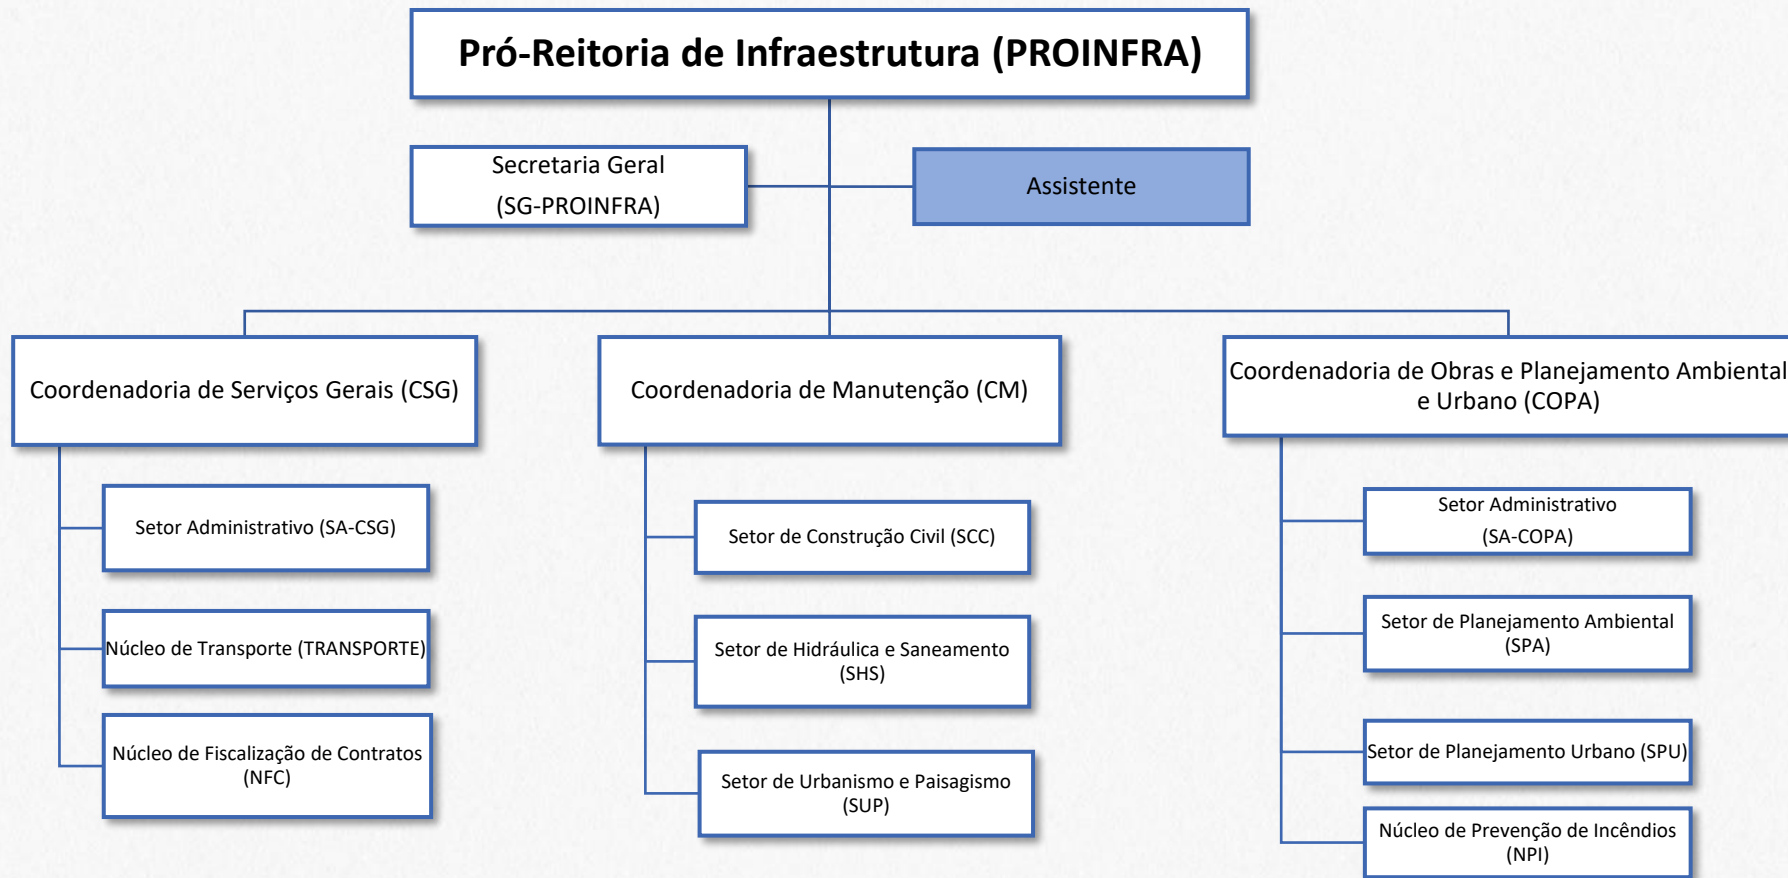 Pró-Reitoria de Infraestrutura (PROINFRA)
Secretaria Geral
(SG-PROINFRA)
Assistente
Coordenadoria de Serviços Gerais (CSG)
Setor Administrativo (SA-CSG)
Núcleo de Transporte (TRANSPORTE)
Núcleo de Fiscalização de Contratos
(NFC)
Coordenadoria de Manutenção (CM)
Setor de Construção Civil (SCC)
Setor de Hidráulica e Saneamento
(SHS)
Setor de Urbanismo e Paisagismo
(SUP)
Coordenadoria de Obras e Planejamento Ambiental
e Urbano (COPA)
Setor Administrativo
(SA-COPA)
Setor de Planejamento Ambiental
(SPA)
Setor de Planejamento Urbano (SPU)
Núcleo de Prevenção de Incêndios
(NPI)